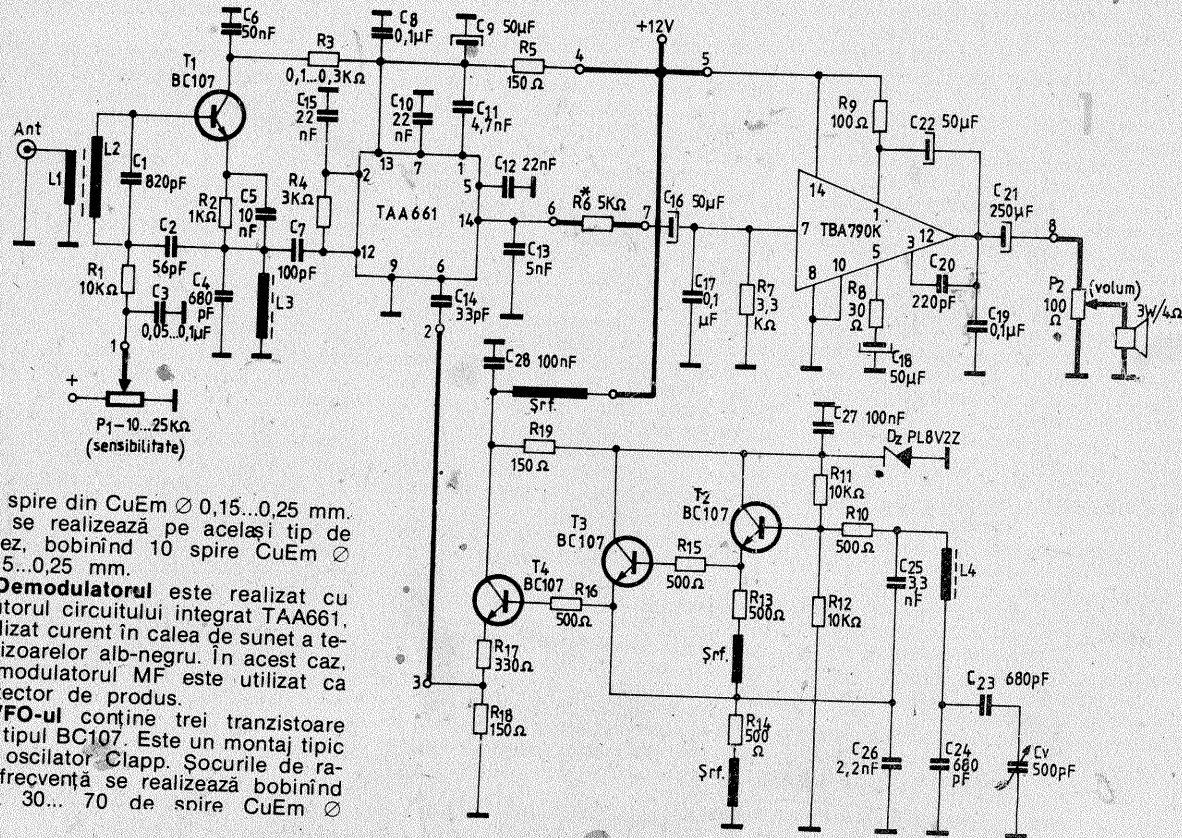 C6
50nF
T1
BC107
R3
0,1...0,3KΩ
C8
0,1µF
C9 50µF
R5
150Ω
4
+12V
5
C15
22
nF
C10
22
nF
C11
4,7nF
R9
100Ω
C22 50µF
Ant
L1
L2
C1
820pF
R2
1KΩ
C5
10
nF
R4
3KΩ
2
13
7
1
5
C12 22nF
TAA661
14
6
R6* 5KΩ
7
C16 50µF
14
1
7
TBA790K
5
3
12
C21
250µF
8
C2
56pF
C7
100pF
12
9
6
C13
5nF
8
10
R8
30
Ω
C20
220pF
P2
100
Ω
(volum)
3W/4Ω
R1
10KΩ
C3
0,05...0,1µF
C4
680
pF
L3
C14
33pF
2
C17
0,1
µF
R7
3,3
KΩ
C18
50µF
C19
0,1µF
1
+
P1-10...25KΩ
(sensibilitate)
C28 100nF
Şrf.
C27 100nF
DZ PL8V2Z
R19
150Ω
R11
10KΩ
T2
BC107
R10
500Ω
T3
BC107
R15
500Ω
C25
3,3
nF
L4
T4
BC107
R16
500Ω
R13
500Ω
R12
10KΩ
R17
330Ω
Şrf.
3
R18
150Ω
R14
500
Ω
Şrf.
C23 680pF
C26
2,2nF
C24
680
pF
Cv
500pF
spire din CuEm Ø 0,15...0,25 mm.
se realizează pe acelaşi tip de
ez, bobinînd 10 spire CuEm Ø
5...0,25 mm.
Demodulatorul este realizat cu
utorul circuitului integrat TAA661,
lizat curent în calea de sunet a te-
izoarelor alb-negru. În acest caz,
modulatorul MF este utilizat ca
tector de produs.
VFO-ul conţine trei tranzistoare
tipul BC107. Este un montaj tipic
oscilator Clapp. Şocurile de ra-
frecvenţă se realizează bobinînd
30... 70 de spire CuEm Ø